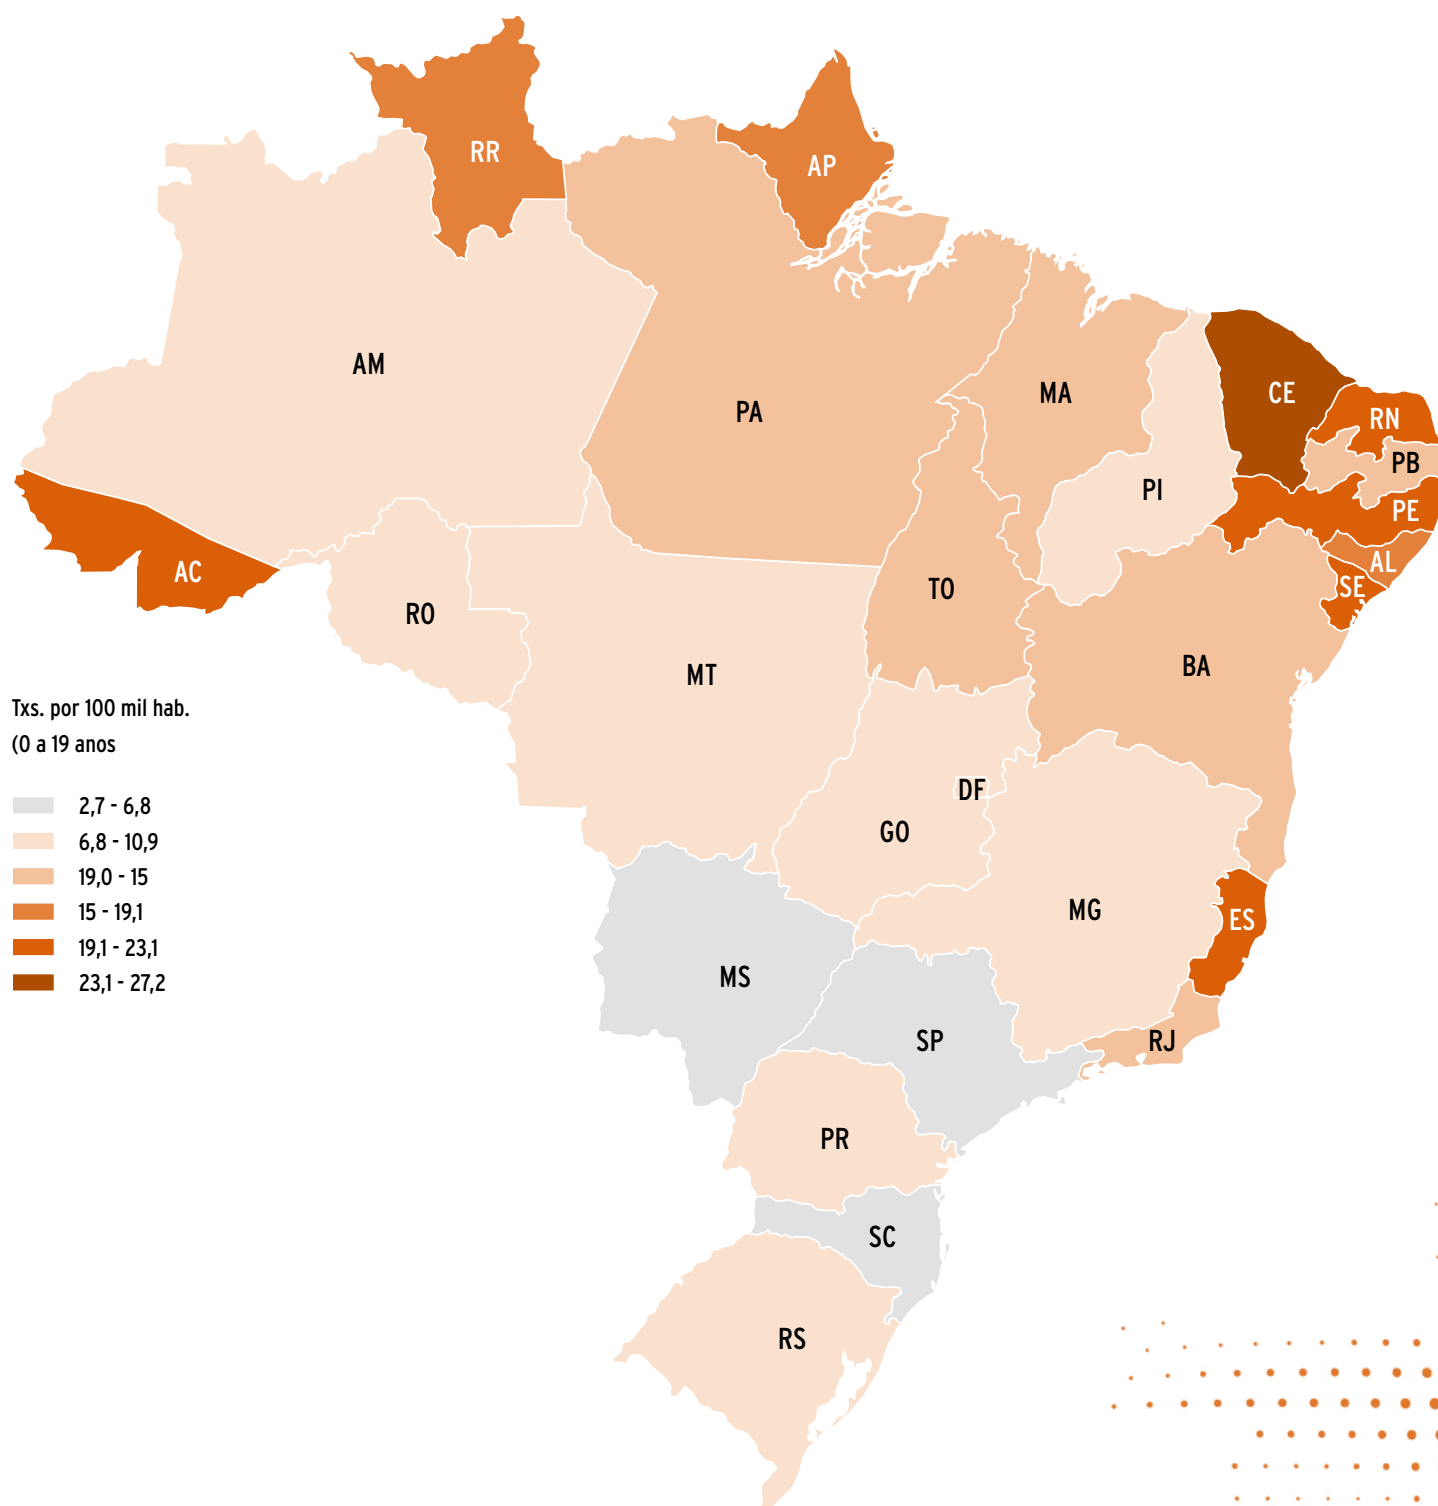 RR
AP
AM
PA
MA
CE
RN
PB
PI
PE
AL
SE
AC
TO
RO
BA
MT
Txs. por 100 mil hab.
(0 a 19 anos
DF
2,7 - 6,8
GO
6,8 - 10,9
19,0 - 15
15 - 19,1
MG
ES
19,1 - 23,1
MS
23,1 - 27,2
SP
RJ
PR
SC
RS